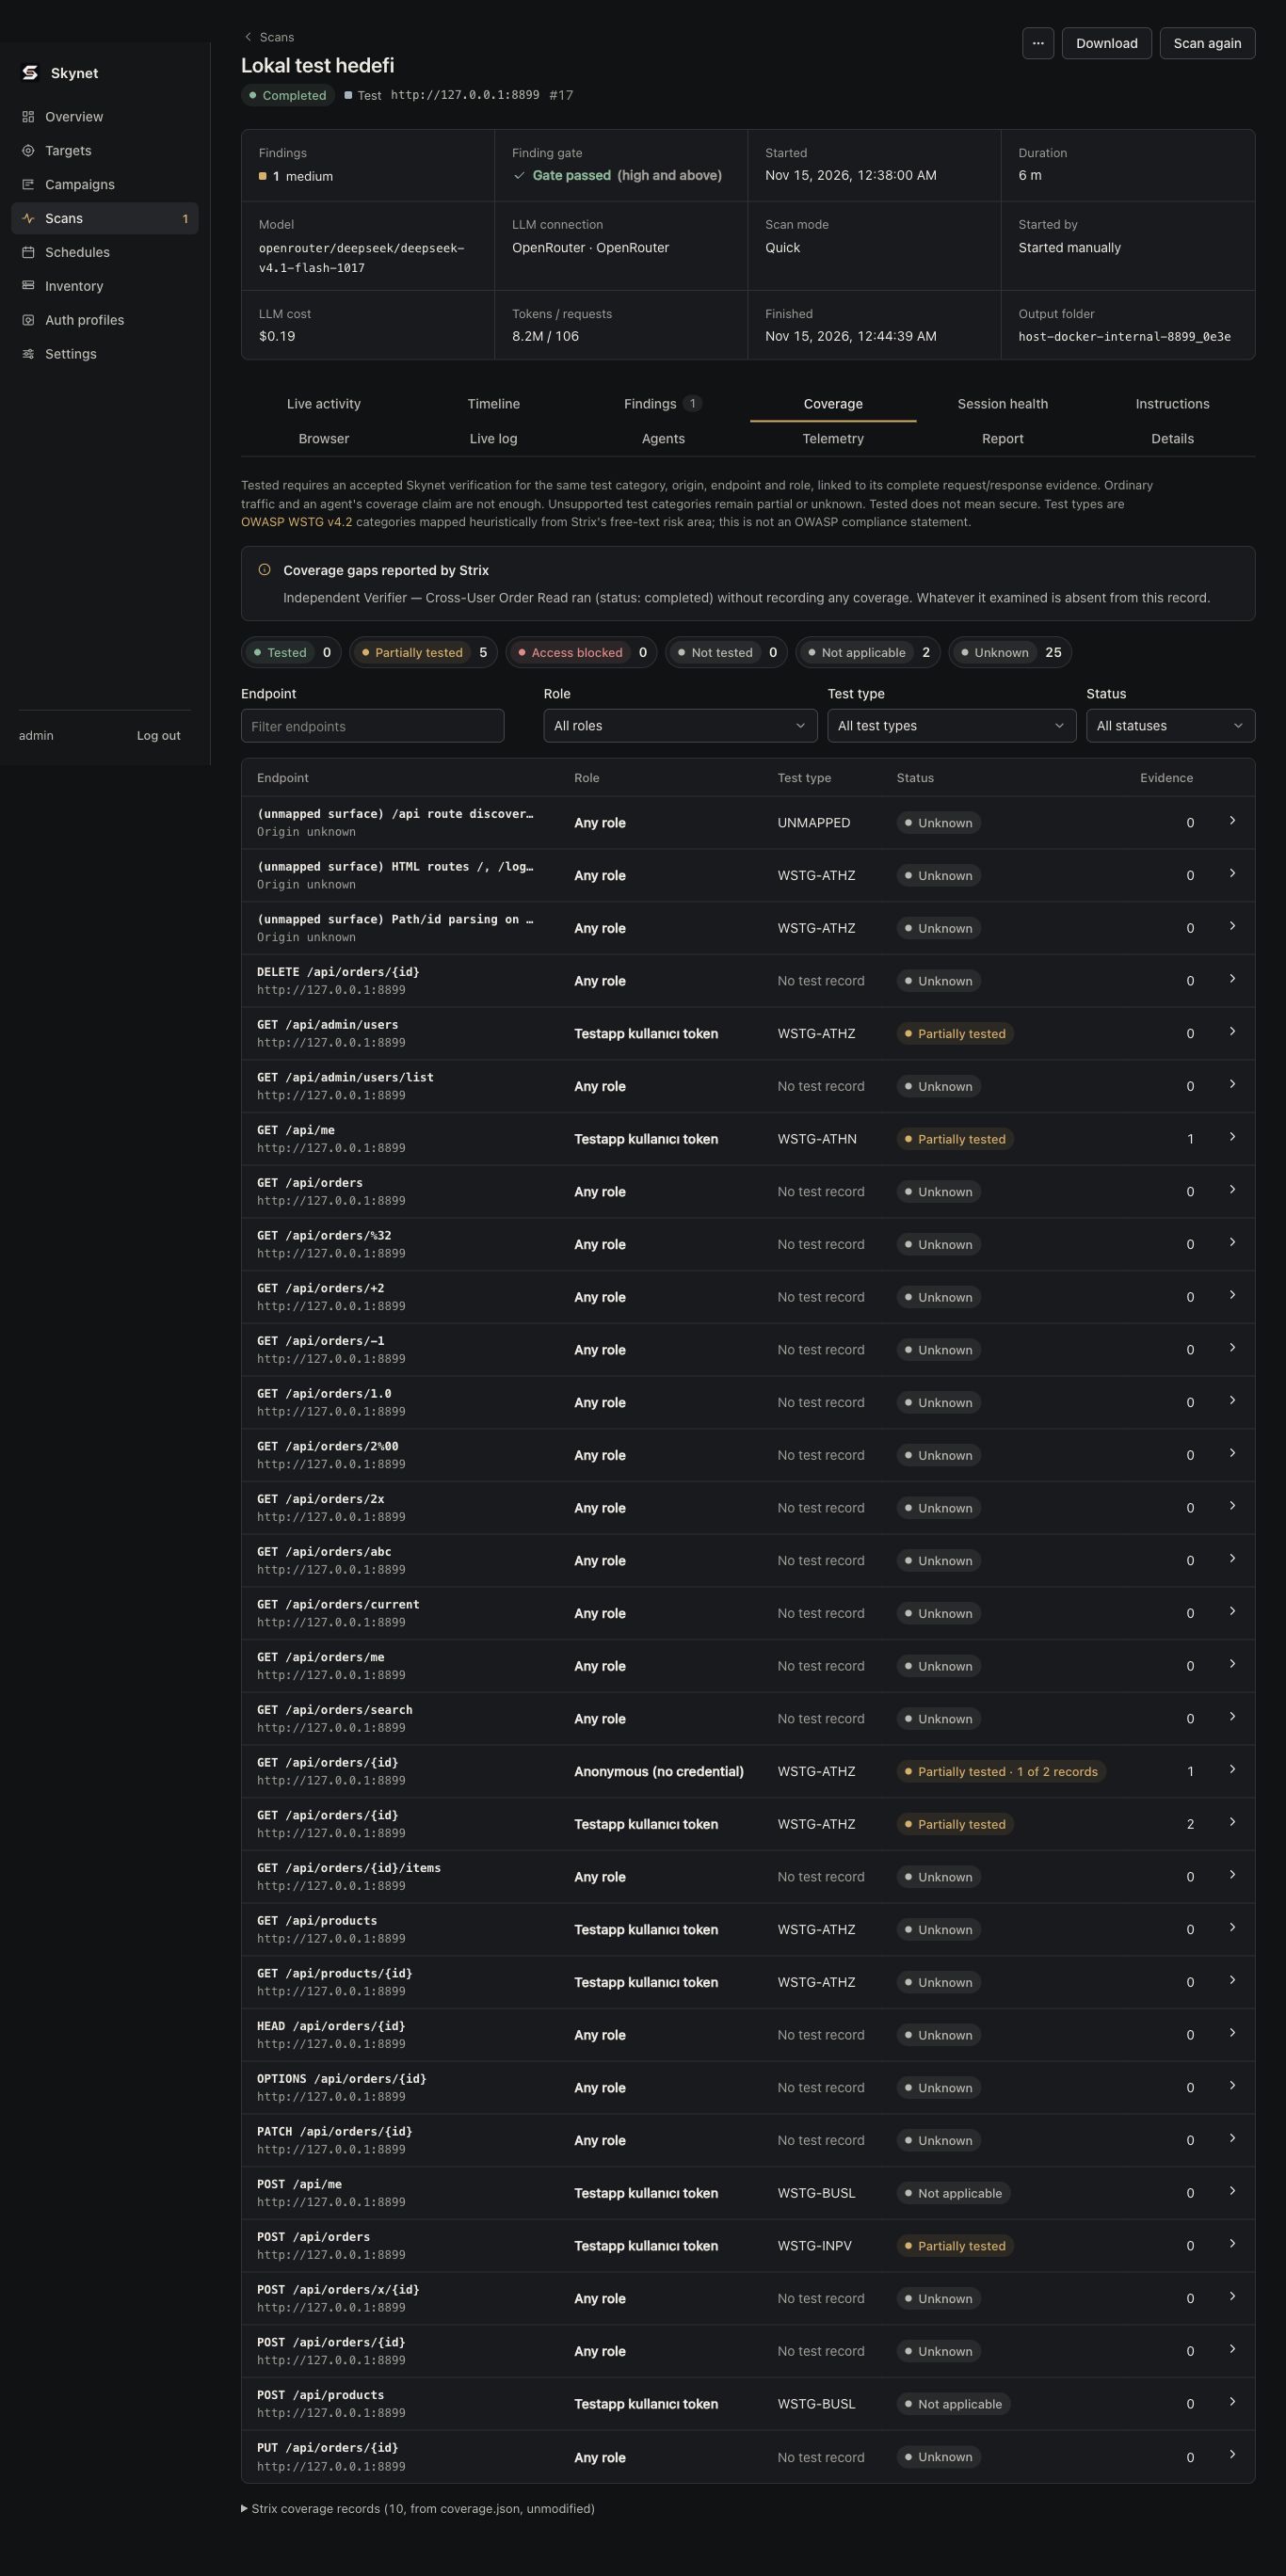 Skynet
Overview
Targets
Campaigns
Scans 1
Schedules
Inventory
Auth profiles
Settings
admin Log out
Scans
Lokal test hedefi
Completed Test http://127.0.0.1:8899 #17
... Download Scan again
Findings
1 medium
Finding gate
Gate passed (high and above)
Started
Nov 15, 2026, 12:38:00 AM
Duration
6 m
Model
openrouter/deepseek/deepseek-
v4.1-flash-1017
LLM connection
OpenRouter · OpenRouter
Scan mode
Quick
Started by
Started manually
LLM cost
$0.19
Tokens / requests
8.2M / 106
Finished
Nov 15, 2026, 12:44:39 AM
Output folder
host-docker-internal-8899_0e3e
Live activity Timeline Findings 1 Coverage Session health Instructions
Browser Live log Agents Telemetry Report Details
Tested requires an accepted Skynet verification for the same test category, origin, endpoint and role, linked to its complete request/response evidence. Ordinary
traffic and an agent's coverage claim are not enough. Unsupported test categories remain partial or unknown. Tested does not mean secure. Test types are
OWASP WSTG v4.2 categories mapped heuristically from Strix's free-text risk area; this is not an OWASP compliance statement.
Coverage gaps reported by Strix
Independent Verifier — Cross-User Order Read ran (status: completed) without recording any coverage. Whatever it examined is absent from this record.
Tested 0 Partially tested 5 Access blocked 0 Not tested 0 Not applicable 2 Unknown 25
Endpoint Role Test type Status
Filter endpoints All roles All test types All statuses
Endpoint Role Test type Status Evidence
(unmapped surface) /api route discover…
Origin unknown
Any role UNMAPPED Unknown 0
(unmapped surface) HTML routes /, /log…
Origin unknown
Any role WSTG-ATHZ Unknown 0
(unmapped surface) Path/id parsing on …
Origin unknown
Any role WSTG-ATHZ Unknown 0
DELETE /api/orders/{id}
http://127.0.0.1:8899
Any role No test record Unknown 0
GET /api/admin/users
http://127.0.0.1:8899
Testapp kullanıcı token WSTG-ATHZ Partially tested 0
GET /api/admin/users/list
http://127.0.0.1:8899
Any role No test record Unknown 0
GET /api/me
http://127.0.0.1:8899
Testapp kullanıcı token WSTG-ATHN Partially tested 1
GET /api/orders
http://127.0.0.1:8899
Any role No test record Unknown 0
GET /api/orders/%32
http://127.0.0.1:8899
Any role No test record Unknown 0
GET /api/orders/+2
http://127.0.0.1:8899
Any role No test record Unknown 0
GET /api/orders/-1
http://127.0.0.1:8899
Any role No test record Unknown 0
GET /api/orders/1.0
http://127.0.0.1:8899
Any role No test record Unknown 0
GET /api/orders/2%00
http://127.0.0.1:8899
Any role No test record Unknown 0
GET /api/orders/2x
http://127.0.0.1:8899
Any role No test record Unknown 0
GET /api/orders/abc
http://127.0.0.1:8899
Any role No test record Unknown 0
GET /api/orders/current
http://127.0.0.1:8899
Any role No test record Unknown 0
GET /api/orders/me
http://127.0.0.1:8899
Any role No test record Unknown 0
GET /api/orders/search
http://127.0.0.1:8899
Any role No test record Unknown 0
GET /api/orders/{id}
http://127.0.0.1:8899
Anonymous (no credential) WSTG-ATHZ Partially tested · 1 of 2 records 1
GET /api/orders/{id}
http://127.0.0.1:8899
Testapp kullanıcı token WSTG-ATHZ Partially tested 2
GET /api/orders/{id}/items
http://127.0.0.1:8899
Any role No test record Unknown 0
GET /api/products
http://127.0.0.1:8899
Testapp kullanıcı token WSTG-ATHZ Unknown 0
GET /api/products/{id}
http://127.0.0.1:8899
Testapp kullanıcı token WSTG-ATHZ Unknown 0
HEAD /api/orders/{id}
http://127.0.0.1:8899
Any role No test record Unknown 0
OPTIONS /api/orders/{id}
http://127.0.0.1:8899
Any role No test record Unknown 0
PATCH /api/orders/{id}
http://127.0.0.1:8899
Any role No test record Unknown 0
POST /api/me
http://127.0.0.1:8899
Testapp kullanıcı token WSTG-BUSL Not applicable 0
POST /api/orders
http://127.0.0.1:8899
Testapp kullanıcı token WSTG-INPV Partially tested 0
POST /api/orders/x/{id}
http://127.0.0.1:8899
Any role No test record Unknown 0
POST /api/orders/{id}
http://127.0.0.1:8899
Any role No test record Unknown 0
POST /api/products
http://127.0.0.1:8899
Testapp kullanıcı token WSTG-BUSL Not applicable 0
PUT /api/orders/{id}
http://127.0.0.1:8899
Any role No test record Unknown 0
Strix coverage records (10, from coverage.json, unmodified)